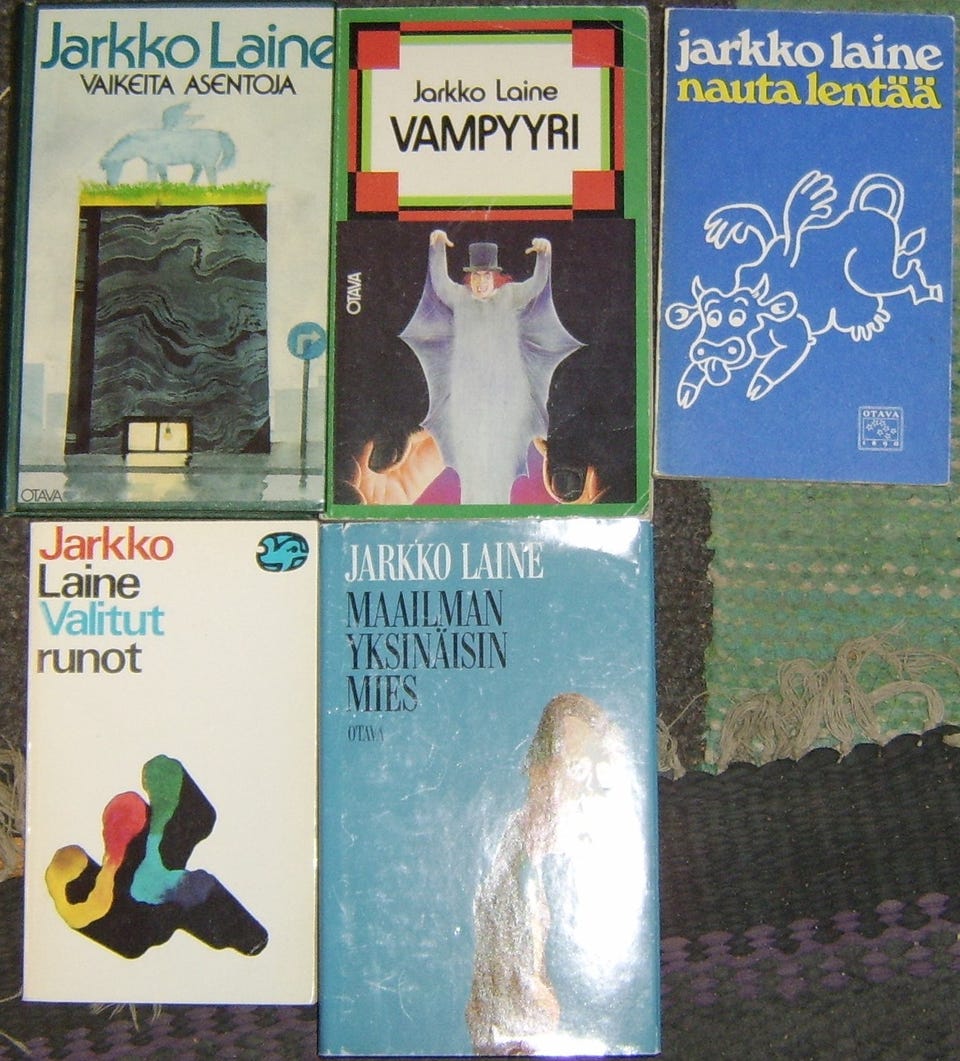 Jarkko Laine
VAIKEITA ASENTOJA
OTAVA
Jarkko Laine
VAMPYYRI
OTAVA
jarkko laine
nauta lentää
OTAVA
1890
Jarkko
Laine
Valitut
runot
JARKKO LAINE
MAAILMAN
YKSINÄISIN
MIES
OTAVA